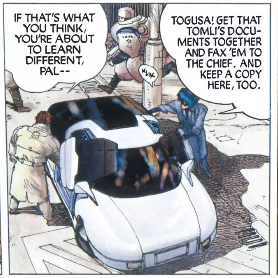 IF THAT'S WHAT
YOU THINK,
YOU'RE ABOUT
TO LEARN
DIFFERENT,
PAL--
TOGUSA! GET THAT
TOMLI'S DOCU-
MENTS TOGETHER
AND FAX 'EM TO
THE CHIEF. AND
KEEP A COPY
HERE, TOO.